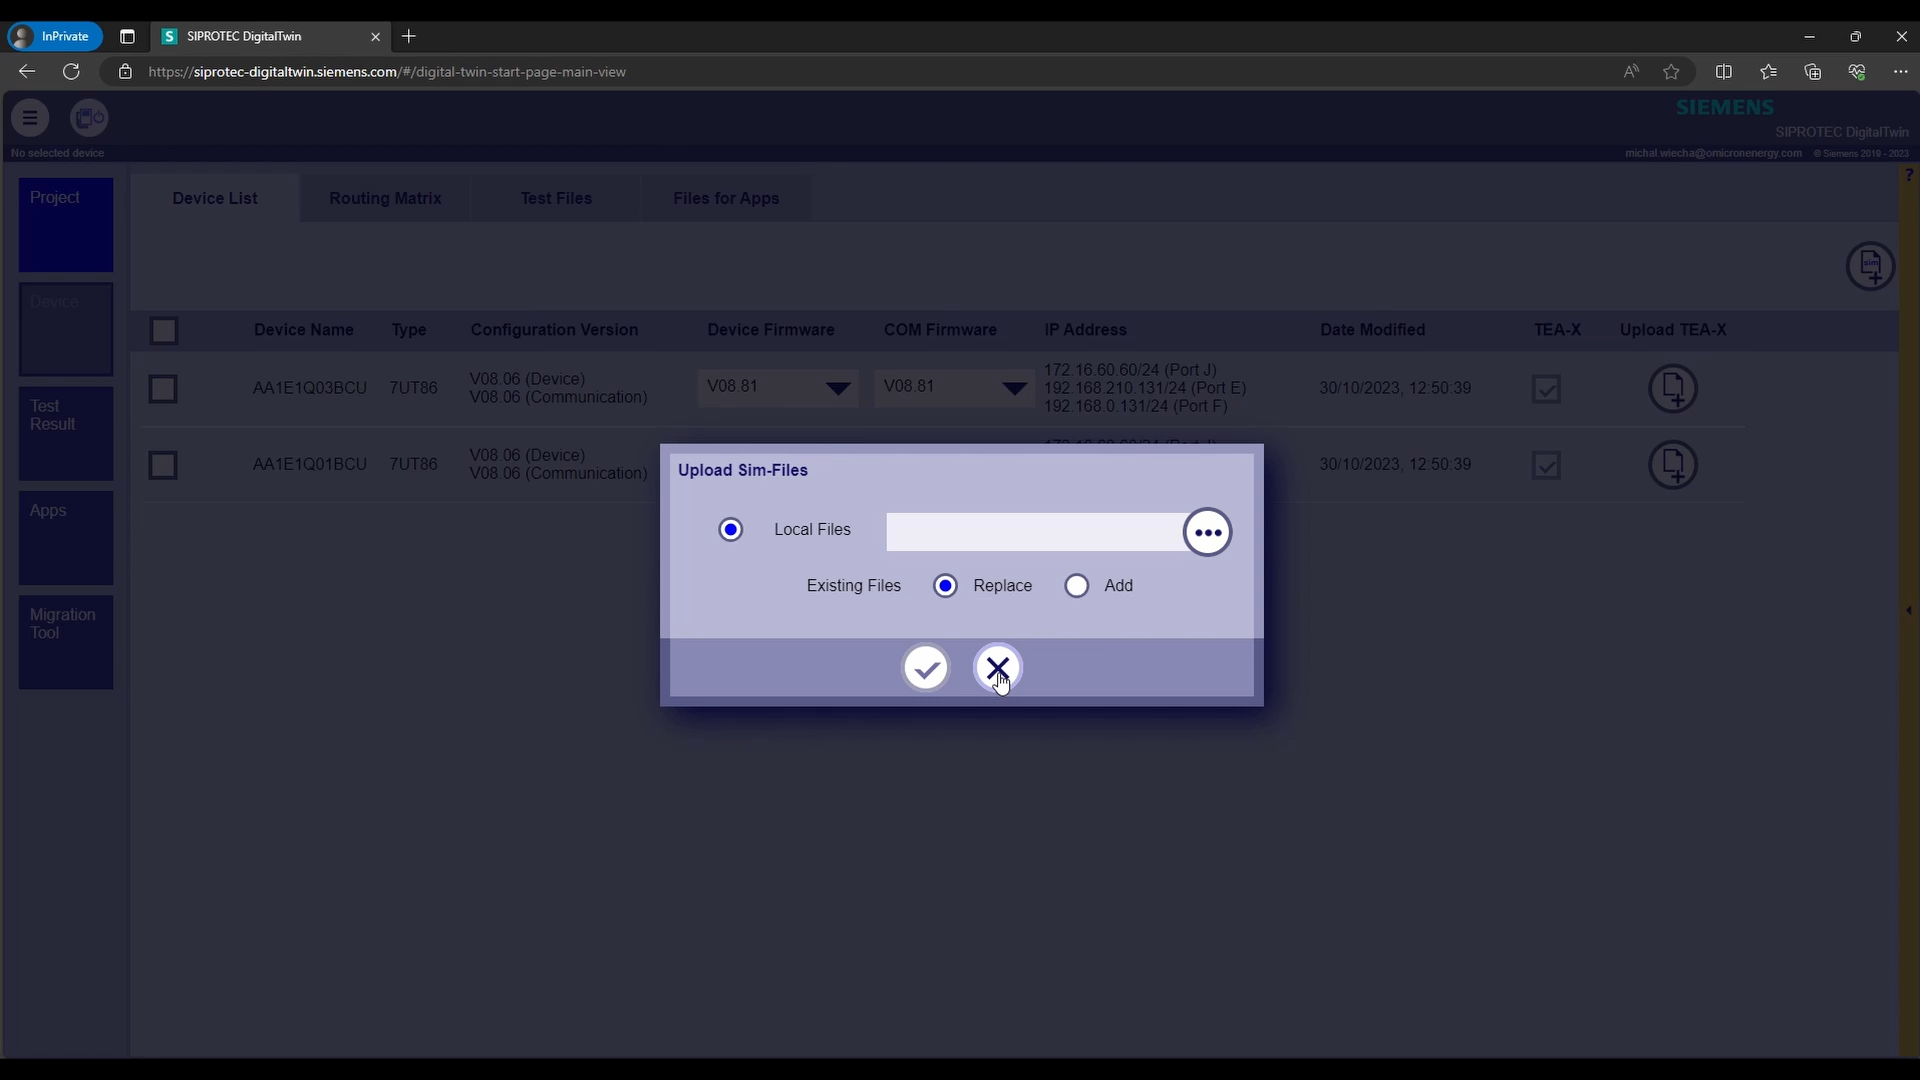 InPrivate
SIPROTEC DigitalTwin
https://siprotec-digitaltwin.siemens.com/#/digital-twin-start-page-main-view
SIEMENS
SIPROTEC DigitalTwin
No selected device
michal.wiecha@omicronenergy.com © Siemens 2019 - 2023
Project
Device List
Routing Matrix
Test Files
Files for Apps
?
sim
Device
Device Name Type Configuration Version Device Firmware COM Firmware IP Address Date Modified TEA-X Upload TEA-X
AA1E1Q03BCU 7UT86 V08.06 (Device) V08.81 V08.81 172.16.60.60/24 (Port J) 30/10/2023, 12:50:39
V08.06 (Communication) 192.168.210.131/24 (Port E)
192.168.0.131/24 (Port F)
Test
Result
AA1E1Q01BCU 7UT86 V08.06 (Device) 30/10/2023, 12:50:39
V08.06 (Communication)
Upload Sim-Files
Local Files
Existing Files Replace Add
Apps
Migration
Tool